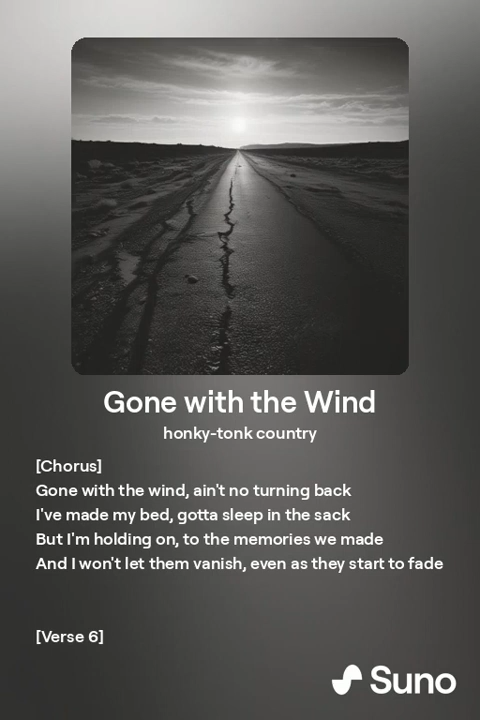 Gone with the Wind
honky-tonk country
[Chorus]
Gone with the wind, ain't no turning back
I've made my bed, gotta sleep in the sack
But I'm holding on, to the memories we made
And I won't let them vanish, even as they start to fade
[Verse 6]
Suno